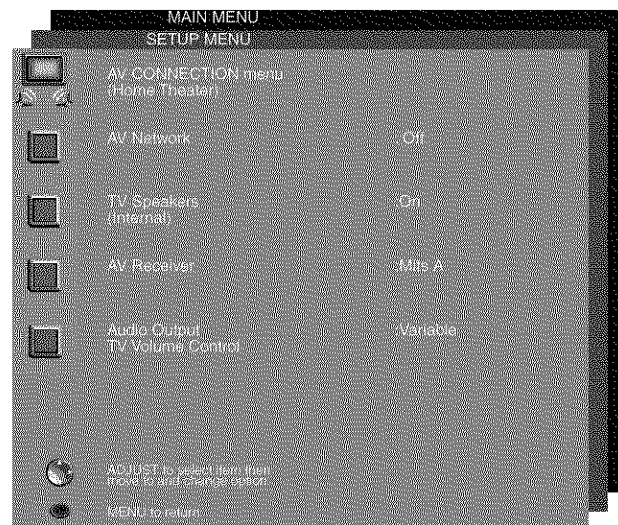 MAIN MENU
SETUP MENU
AV CONNECTION menu
(Home Theater)
AV Network :Off
TV Speakers :On
(Internal)
AV Receiver :Mits A
Audio Output :Variable
TV Volume Control
ADJUST to select item then
move to and change option
MENU to return